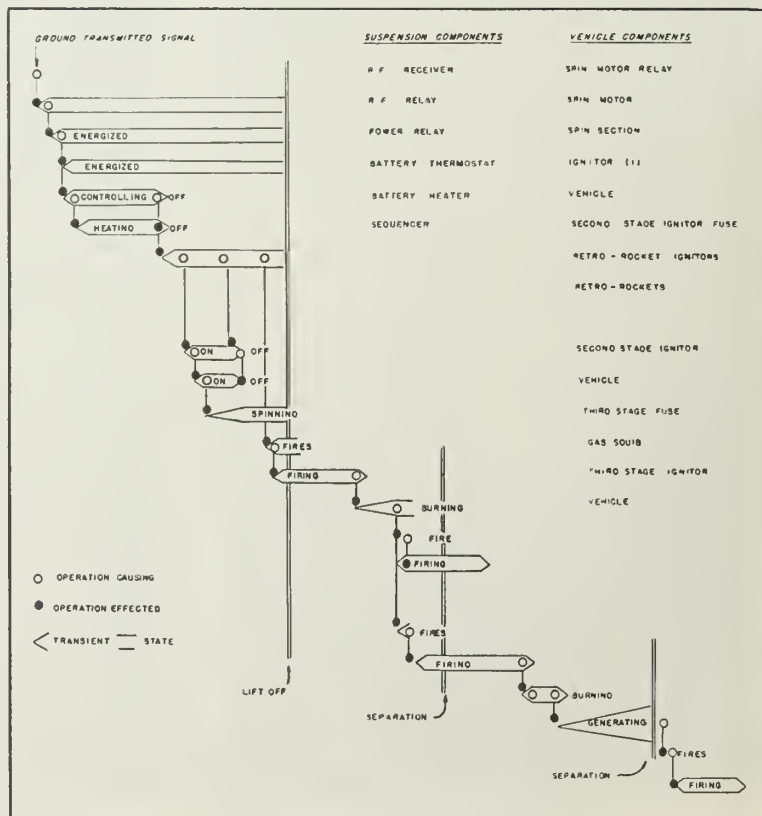 GROUND TRANSMITTED SIGNAL
SUSPENSION COMPONENTS
VEHICLE COMPONENTS
R F RECEIVER
SPIN MOTOR RELAY
R F RELAY
SPIN MOTOR
ENERGIZED
POWER RELAY
SPIN SECTION
ENERGIZED
BATTERY THERMOSTAT
IGNITOR (1)
CONTROLLING
OFF
BATTERY HEATER
VEHICLE
HEATING
OFF
SEQUENCER
SECOND STAGE IGNITOR FUSE
RETRO-ROCKET IGNITORS
RETRO-ROCKETS
ON
OFF
SECOND STAGE IGNITOR
ON
OFF
VEHICLE
SPINNING
THIRD STAGE FUSE
FIRES
GAS SQUIB
FIRING
THIRD STAGE IGNITOR
BURNING
VEHICLE
FIRE
FIRING
OPERATION CAUSING
OPERATION EFFECTED
TRANSIENT
STATE
FIRES
FIRING
LIFT OFF
BURNING
SEPARATION
GENERATING
FIRES
SEPARATION
FIRING